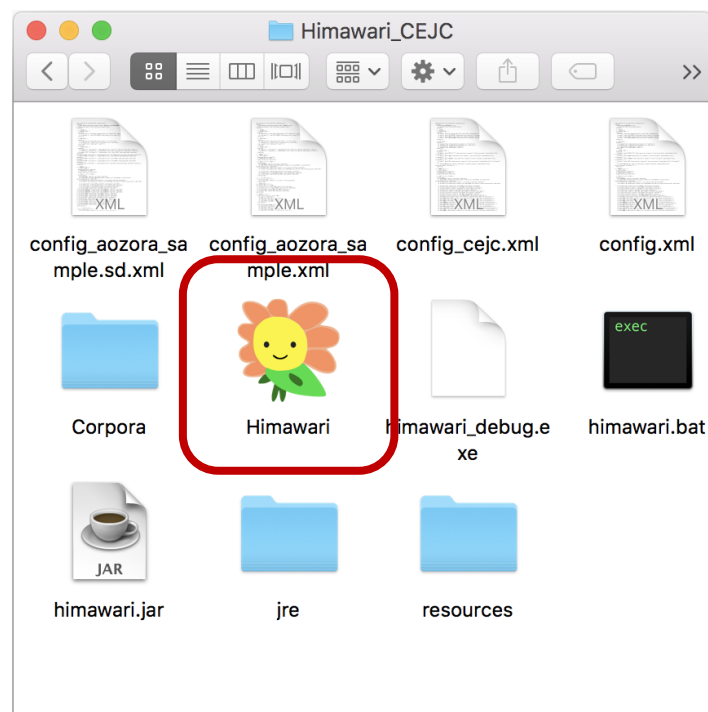 Himawari_CEJC
XML
XML
XML
XML
config_aozora_sa
mple.sd.xml
config_aozora_sa
mple.xml
config_cejc.xml
config.xml
exec
Corpora
Himawari
himawari_debug.e
xe
himawari.bat
JAR
himawari.jar
jre
resources